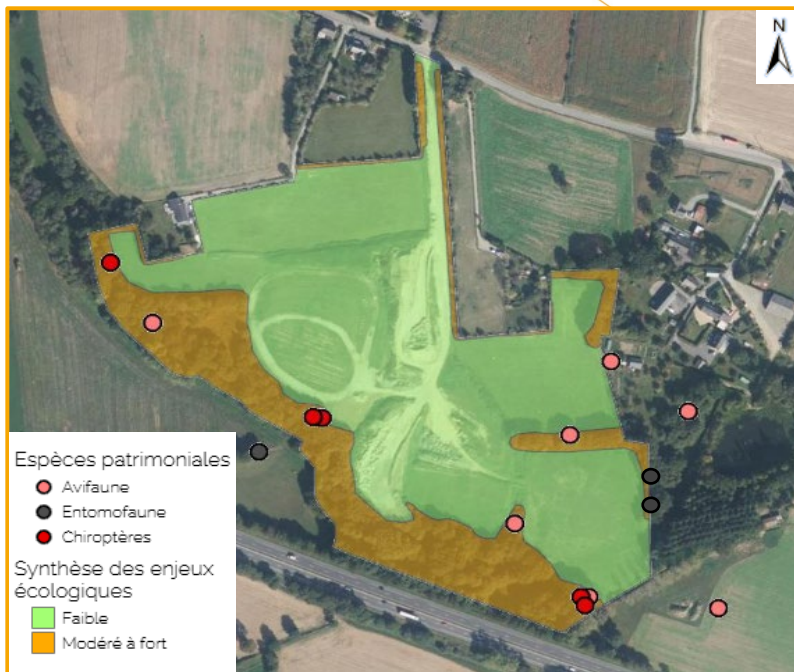 N
Espèces patrimoniales
Avifaune
Entomofaune
Chiroptères
Synthèse des enjeux
écologiques
Faible
Modéré à fort